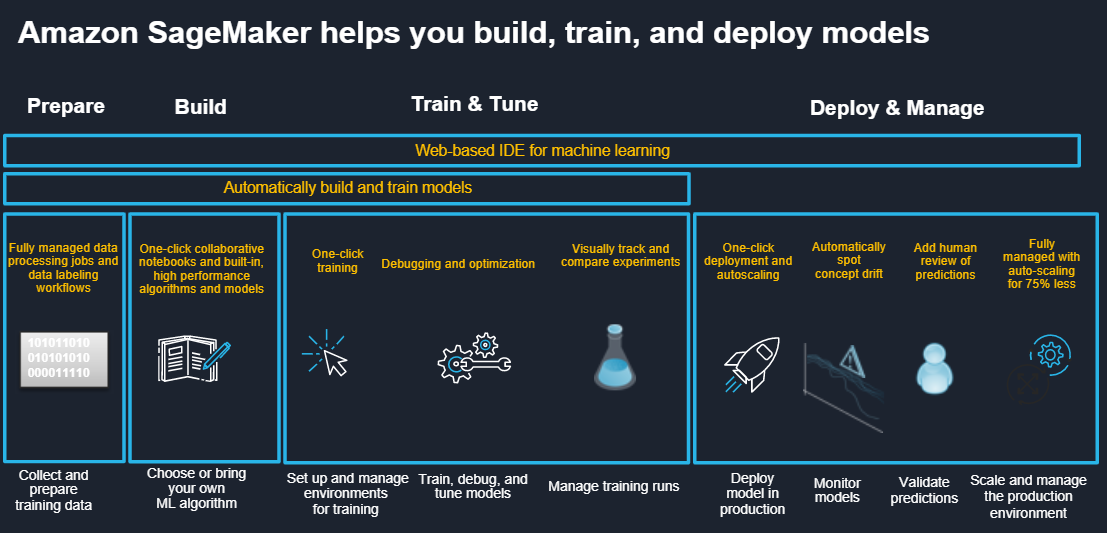 Amazon SageMaker helps you build, train, and deploy models
Prepare
Build
Train & Tune
Deploy & Manage
Web-based IDE for machine learning
Automatically build and train models
Fully managed data
processing jobs and
data labeling
workflows
One-click collaborative
notebooks and built-in,
high performance
algorithms and models
One-click
training
Debugging and optimization
Visually track and
compare experiments
One-click
deployment and
autoscaling
Automatically
spot
concept drift
Add human
review of
predictions
Fully
managed with
auto-scaling
for 75% less
101011010
010101010
000011110
Collect and
prepare
training data
Choose or bring
your own
ML algorithm
Set up and manage
environments
for training
Train, debug, and
tune models
Manage training runs
Deploy
model in
production
Monitor
models
Validate
predictions
Scale and manage
the production
environment